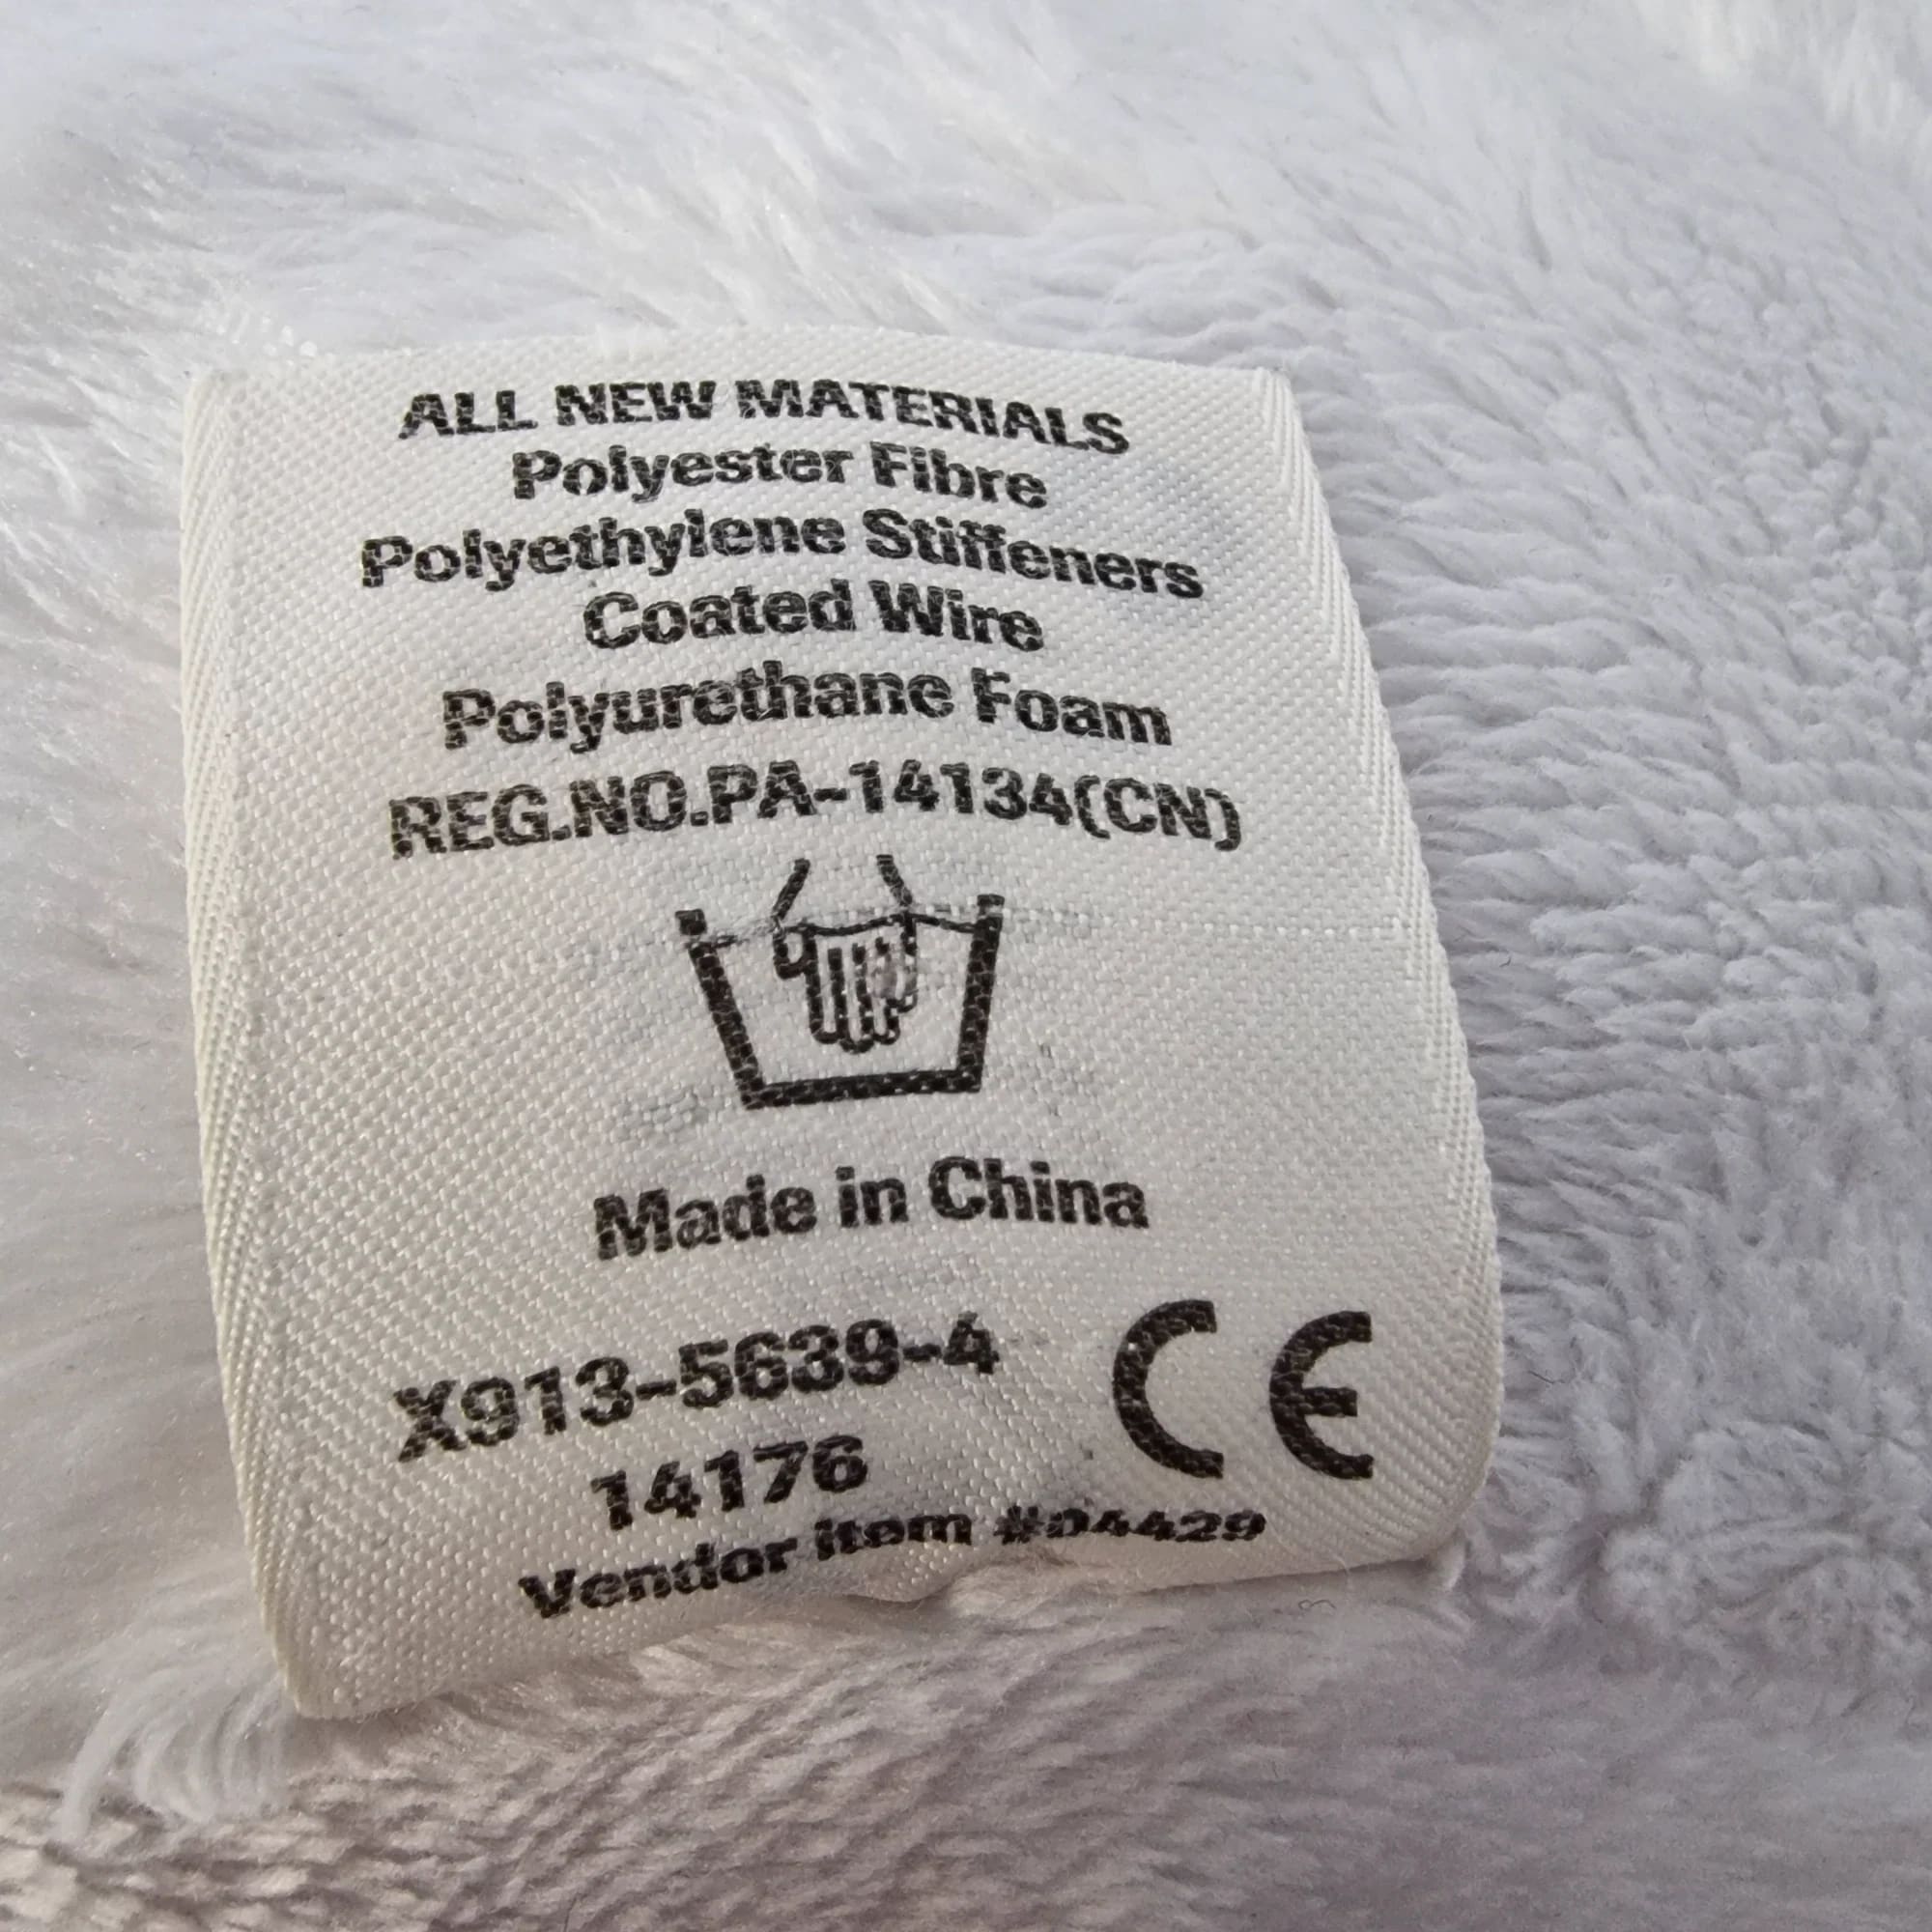 ALL NEW MATERIALS
Polyester Fibre
Polyethylene Stiffeners
Coated Wire
Polyurethane Foam
REG.NO.PA-14134(CN)
Made in China
X913-5639-4
14176
CE
Vendor item #04429